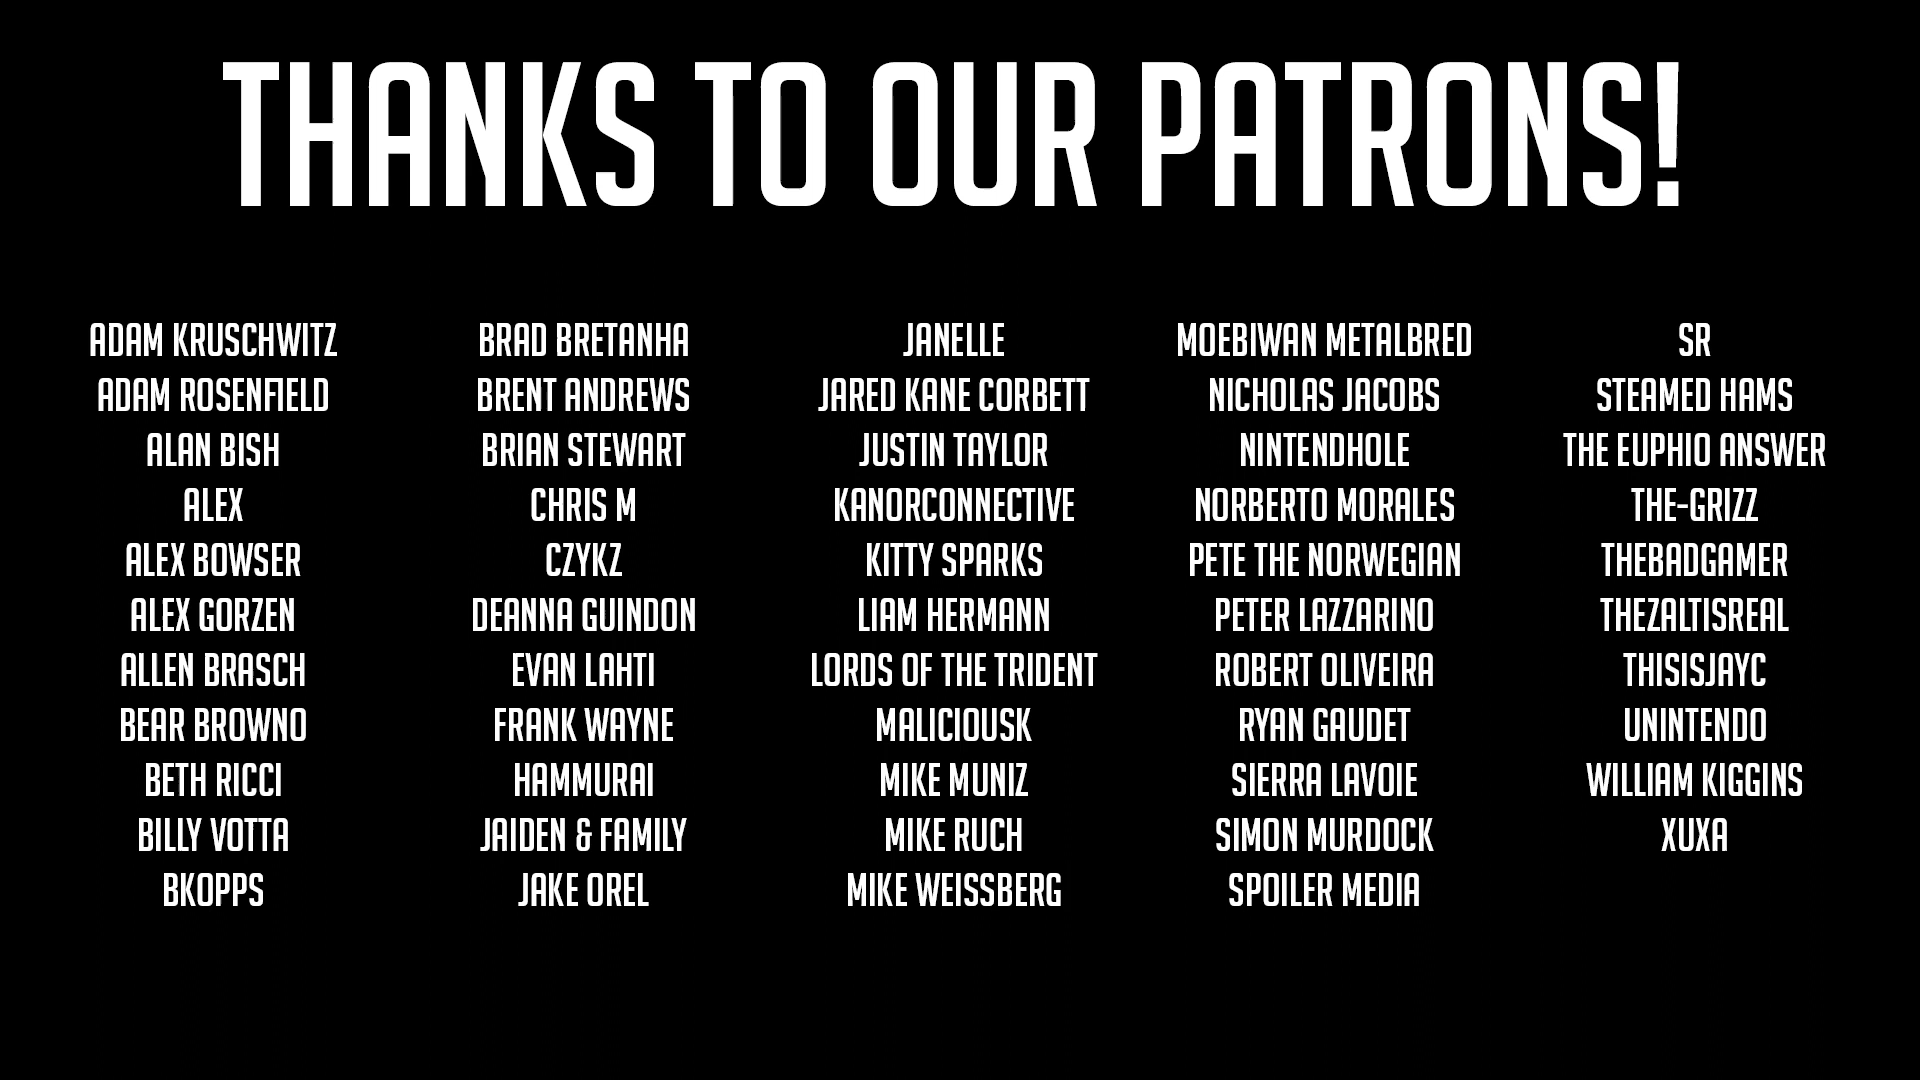 THANKS TO OUR PATRONS!
ADAM KRUSCHWITZ
ADAM ROSENFIELD
ALAN BISH
ALEX
ALEX BOWSER
ALEX GORZEN
ALLEN BRASCH
BEAR BROWNO
BETH RICCI
BILLY VOTTA
BKOPPS
BRAD BRETANHA
BRENT ANDREWS
BRIAN STEWART
CHRIS M
CZYKZ
DEANNA GUINDON
EVAN LAHTI
FRANK WAYNE
HAMMURAI
JAIDEN & FAMILY
JAKE OREL
JANELLE
JARED KANE CORBETT
JUSTIN TAYLOR
KANORCONNECTIVE
KITTY SPARKS
LIAM HERMANN
LORDS OF THE TRIDENT
MALICIOUSK
MIKE MUNIZ
MIKE RUCH
MIKE WEISSBERG
MOEBIWAN METALBRED
NICHOLAS JACOBS
NINTENDHOLE
NORBERTO MORALES
PETE THE NORWEGIAN
PETER LAZZARINO
ROBERT OLIVEIRA
RYAN GAUDET
SIERRA LAVOIE
SIMON MURDOCK
SPOILER MEDIA
SR
STEAMED HAMS
THE EUPHIO ANSWER
THE-GRIZZ
THEBADGAMER
THEZALTISREAL
THISISJAYC
UNINTENDO
WILLIAM KIGGINS
XUXA